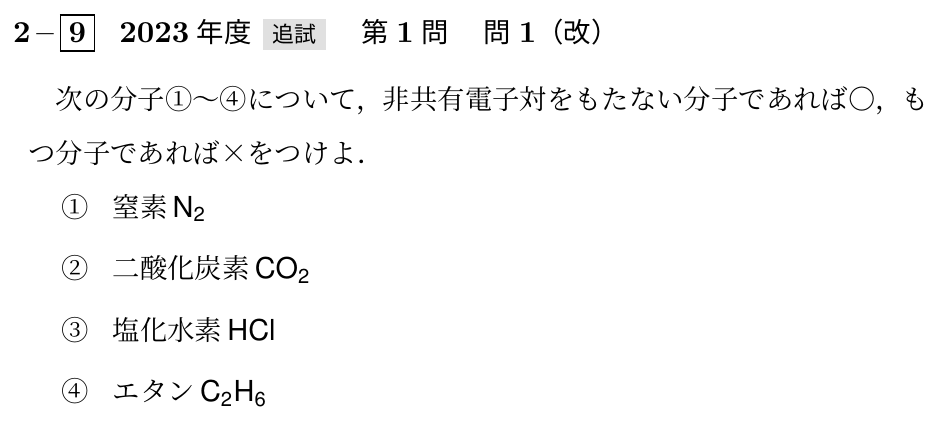 2-9 2023年度 追試 第1問 問1（改）
次の分子①～④について，非共有電子対をもたない分子であれば○，も
つ分子であれば×をつけよ．
① 窒素 N₂
② 二酸化炭素 CO₂
③ 塩化水素 HCl
④ エタン C₂H₆